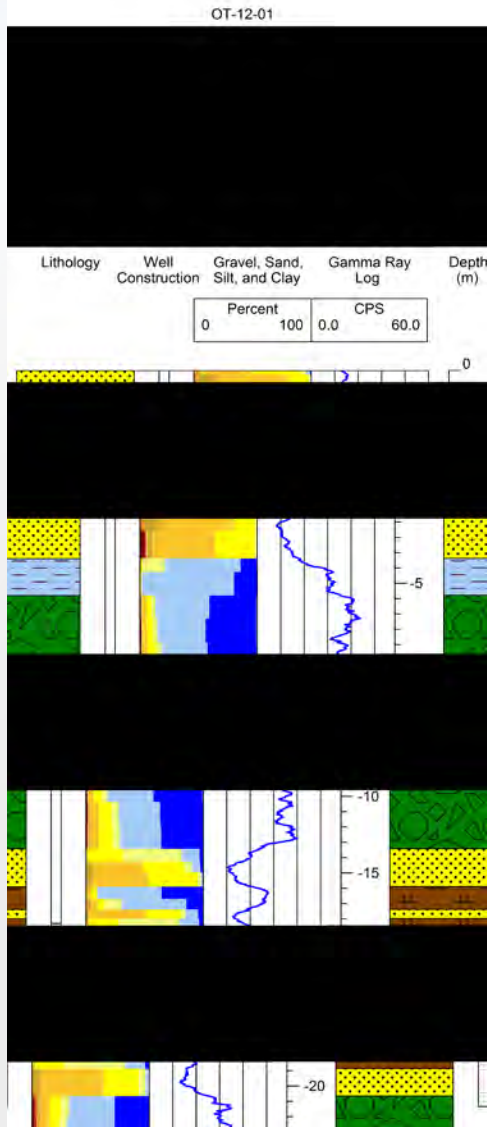 OT-12-01
Lithology Well Construction Gravel, Sand, Silt, and Clay Gamma Ray Log Depth (m)
Percent CPS
0 100 0.0 60.0
0
-5
-10
-15
-20